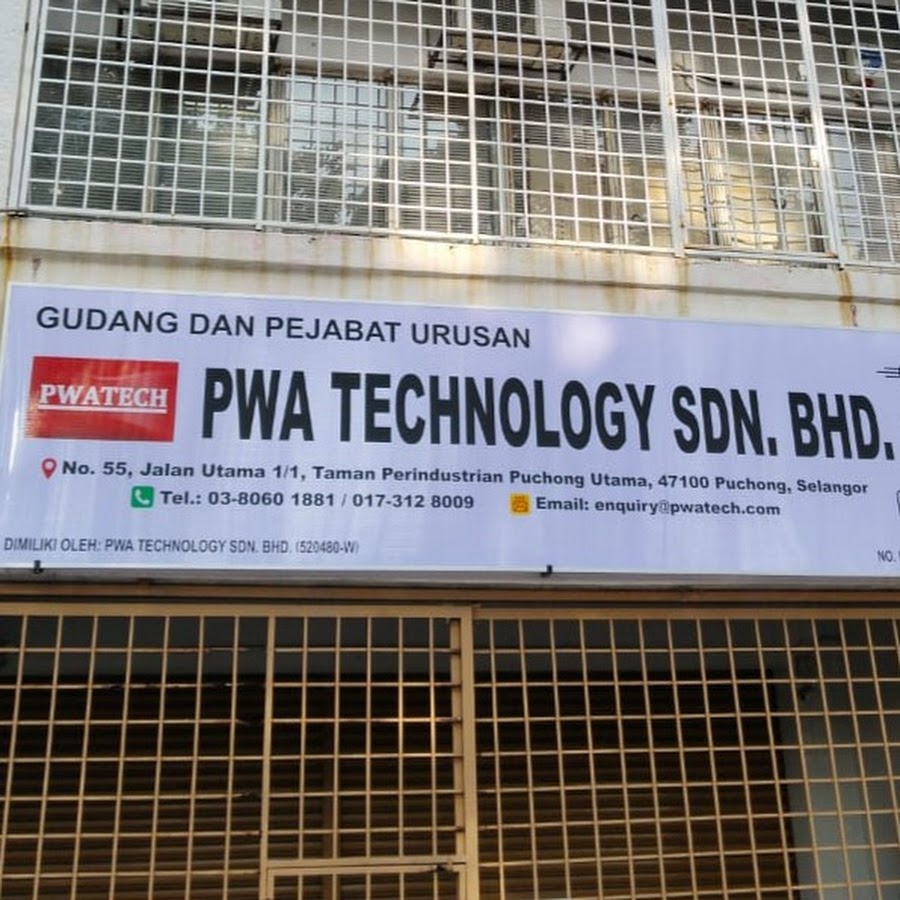 GUDANG DAN PEJABAT URUSAN
PWATECH
PWA TECHNOLOGY SDN. BHD.
No. 55, Jalan Utama 1/1, Taman Perindustrian Puchong Utama, 47100 Puchong, Selangor
Tel.: 03-8060 1881 / 017-312 8009 Email: enquiry@pwatech.com
DIMILIKI OLEH: PWA TECHNOLOGY SDN. BHD. (520480-W)
NO.